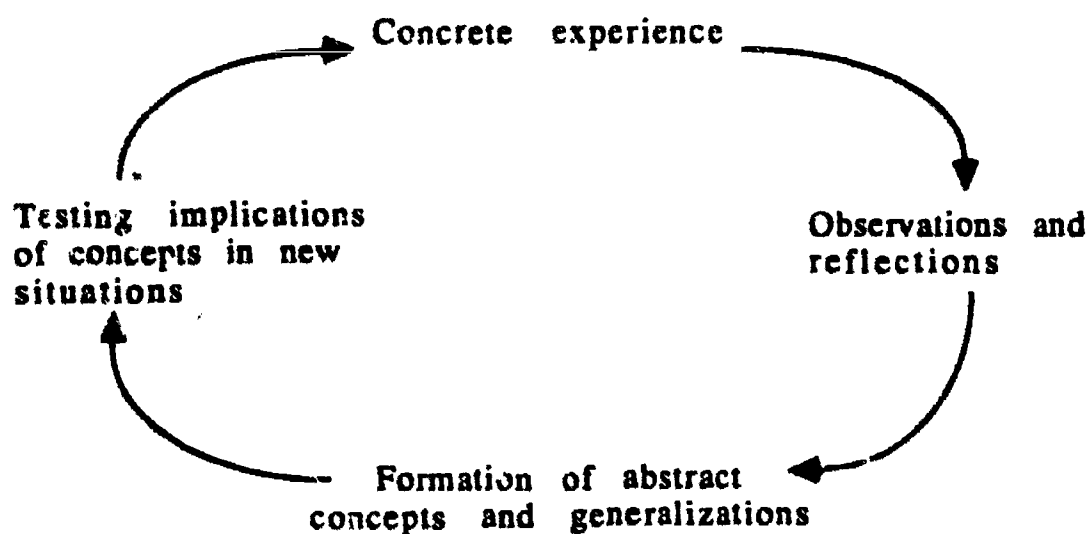 Concrete experience
Observations and
reflections
Formation of abstract
concepts and generalizations
Testing implications
of concepts in new
situations